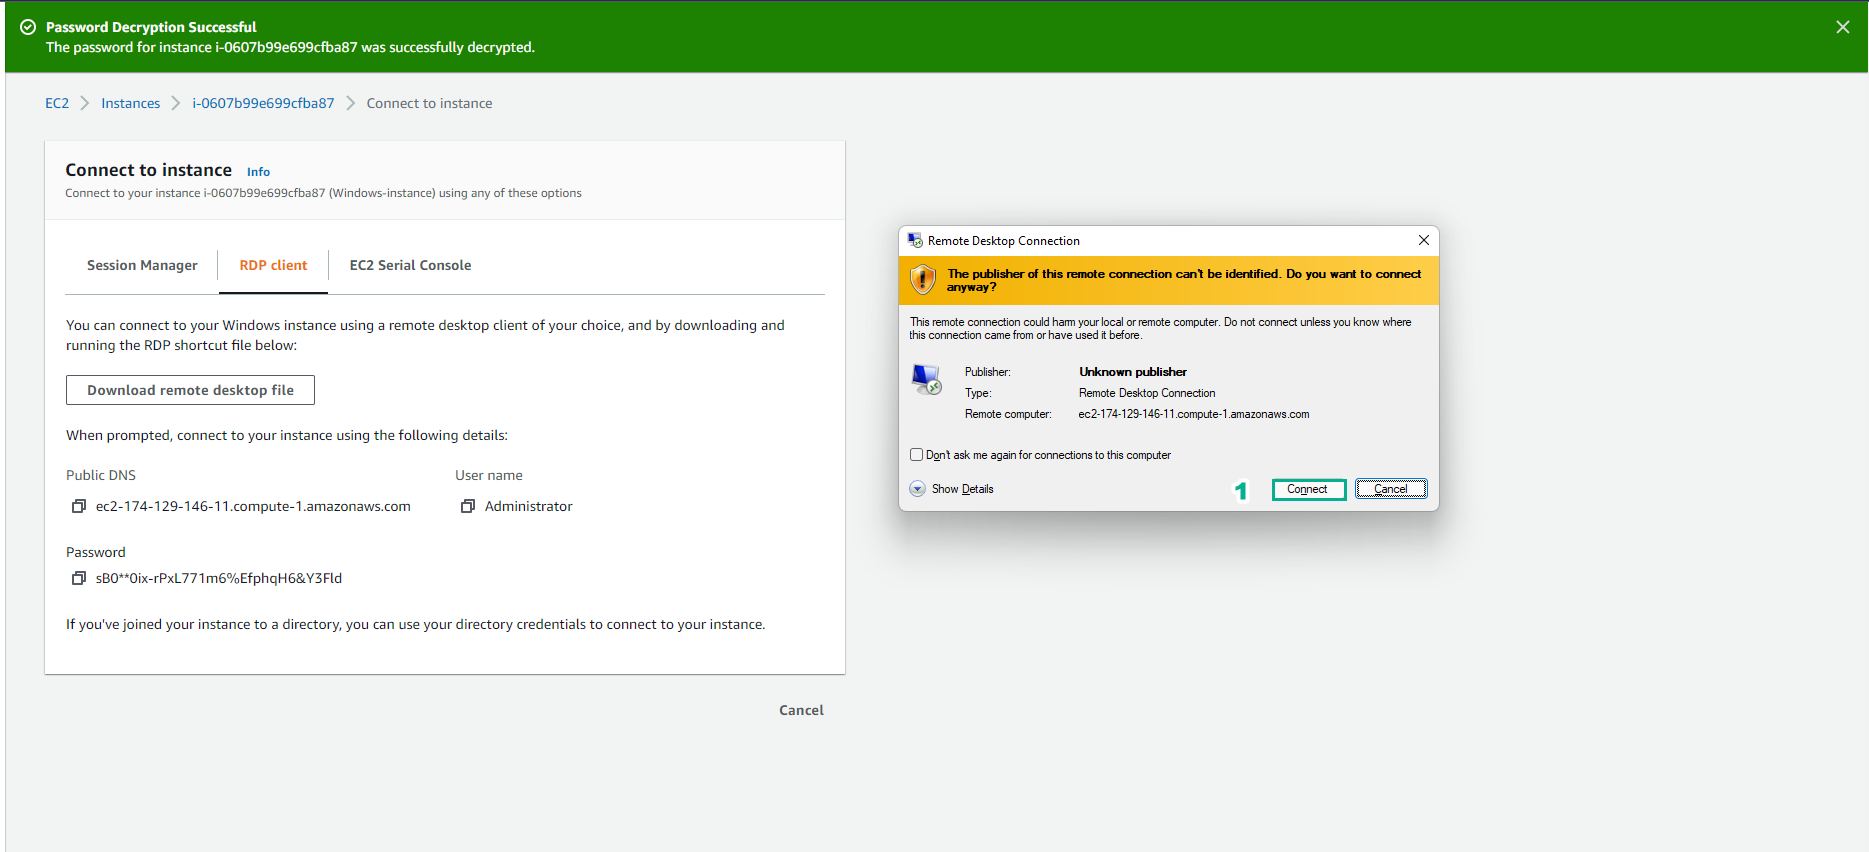 Password Decryption Successful
The password for instance i-0607b99e699cfba87 was successfully decrypted.
EC2 > Instances > i-0607b99e699cfba87 > Connect to instance
Connect to instance Info
Connect to your instance i-0607b99e699cfba87 (Windows-instance) using any of these options
Session Manager RDP client EC2 Serial Console
You can connect to your Windows instance using a remote desktop client of your choice, and by downloading and
running the RDP shortcut file below:
Download remote desktop file
When prompted, connect to your instance using the following details:
Public DNS User name
ec2-174-129-146-11.compute-1.amazonaws.com Administrator
Password
sB0**0ix-rPxL771m6%EfphqH6&Y3Fld
If you've joined your instance to a directory, you can use your directory credentials to connect to your instance.
Cancel
Remote Desktop Connection
The publisher of this remote connection can't be identified. Do you want to connect
anyway?
This remote connection could harm your local or remote computer. Do not connect unless you know where
this connection came from or have used it before.
Publisher: Unknown publisher
Type: Remote Desktop Connection
Remote computer: ec2-174-129-146-11.compute-1.amazonaws.com
Don't ask me again for connections to this computer
Show Details 1 Connect Cancel